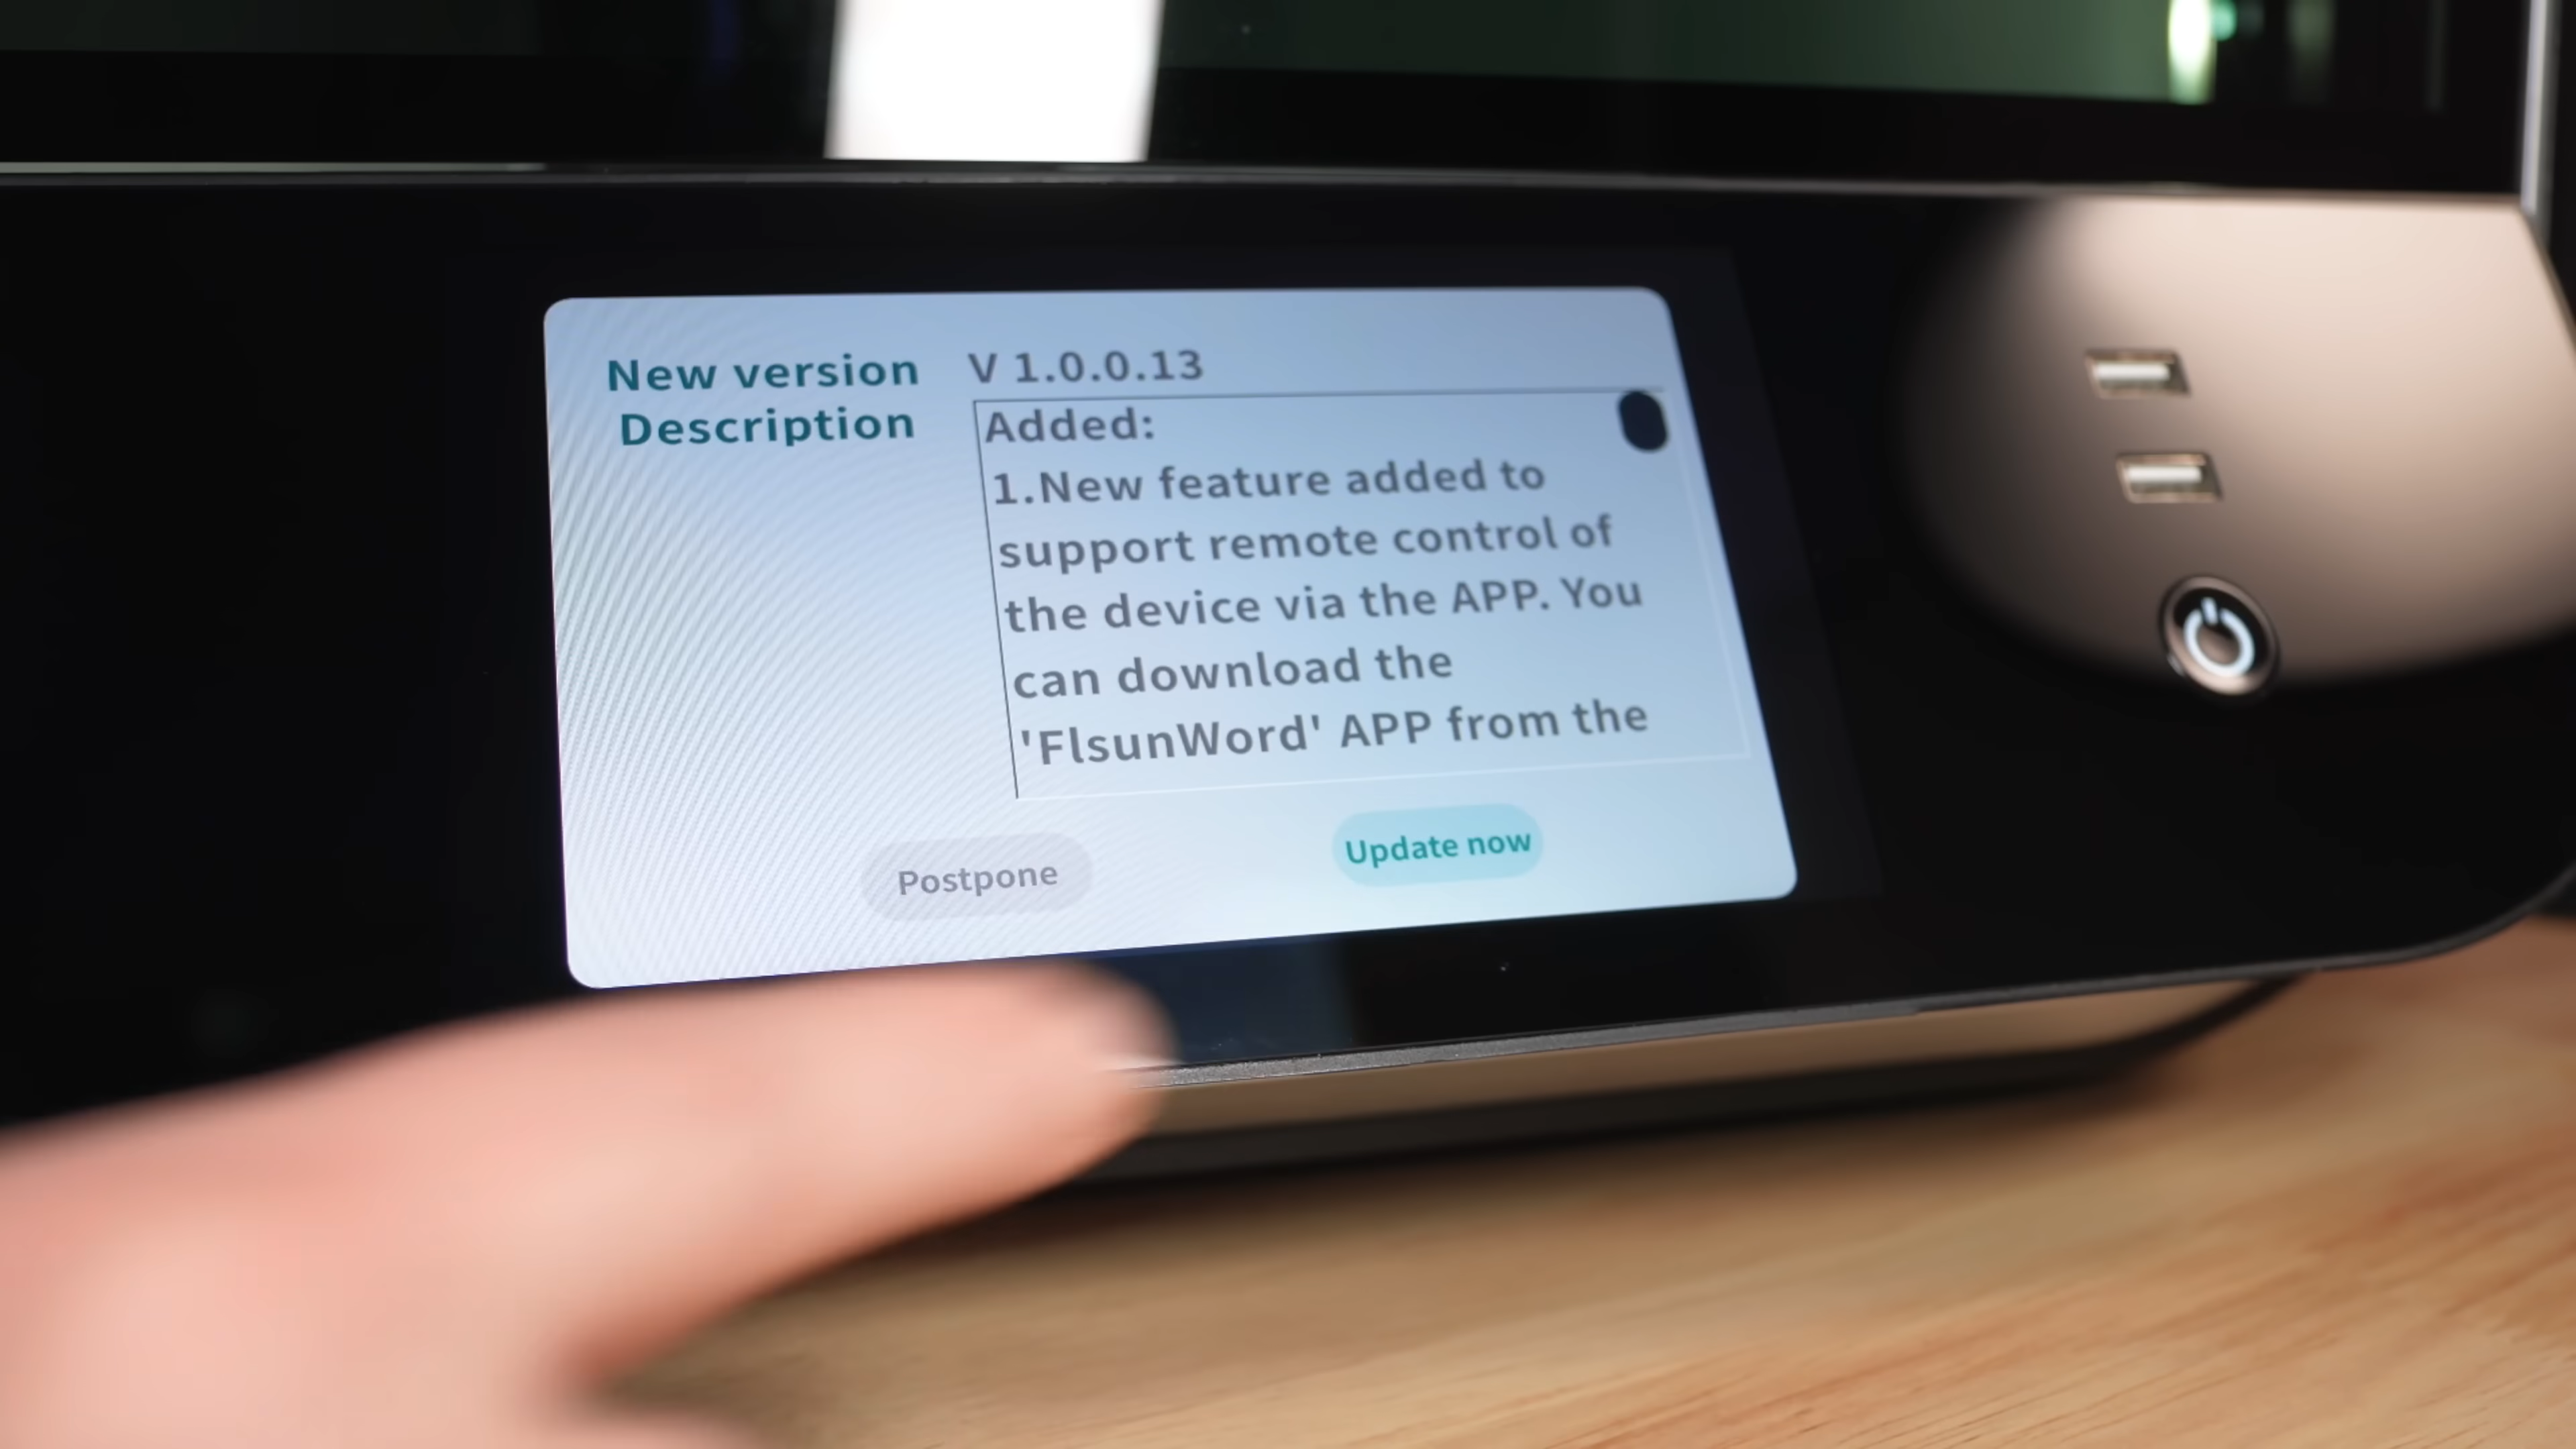 New version V 1.0.0.13
Description
Added:
1.New feature added to
support remote control of
the device via the APP. You
can download the
'FlsunWord' APP from the
Postpone
Update now